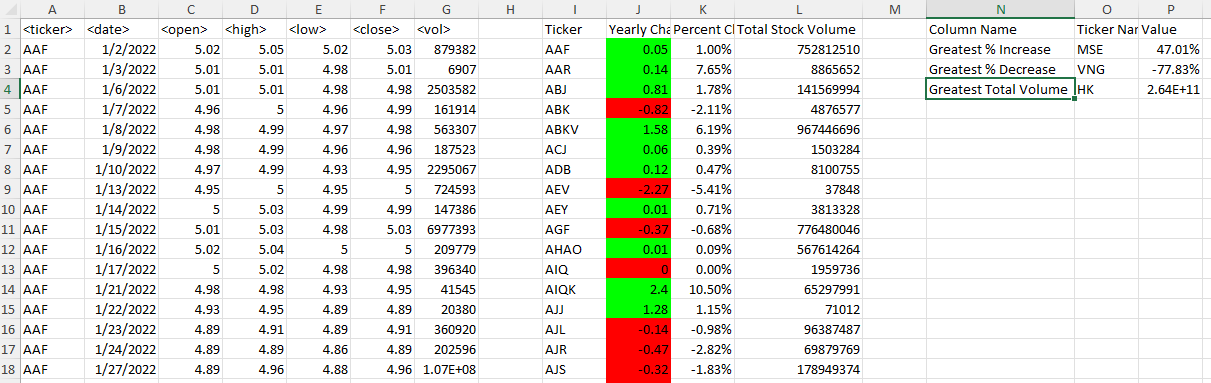 A B C D E F G H I J K L M N O P
1 <ticker> <date> <open> <high> <low> <close> <vol> Ticker Yearly Cha Percent C Total Stock Volume Column Name Ticker Nar Value
2 AAF 1/2/2022 5.02 5.05 5.02 5.03 879382 AAF 0.05 1.00% 752812510 Greatest % Increase MSE 47.01%
3 AAF 1/3/2022 5.01 5.01 4.98 5.01 6907 AAR 0.14 7.65% 8865652 Greatest % Decrease VNG -77.83%
4 AAF 1/6/2022 5.01 5.01 4.98 4.98 2503582 ABJ 0.81 1.78% 141569994 Greatest Total Volume HK 2.64E+11
5 AAF 1/7/2022 4.96 5 4.96 4.99 161914 ABK -0.82 -2.11% 4876577
6 AAF 1/8/2022 4.98 4.99 4.97 4.98 563307 ABKV 1.58 6.19% 967446696
7 AAF 1/9/2022 4.98 4.99 4.96 4.96 187523 ACJ 0.06 0.39% 1503284
8 AAF 1/10/2022 4.97 4.99 4.93 4.95 2295067 ADB 0.12 0.47% 8100755
9 AAF 1/13/2022 4.95 5 4.95 5 724593 AEV -2.27 -5.41% 37848
10 AAF 1/14/2022 5 5.03 4.99 4.99 147386 AEY 0.01 0.71% 3813328
11 AAF 1/15/2022 5.01 5.03 4.98 5.03 6977393 AGF -0.37 -0.68% 776480046
12 AAF 1/16/2022 5.02 5.04 5 5 209779 AHAO 0.01 0.09% 567614264
13 AAF 1/17/2022 5 5.02 4.98 4.98 396340 AIQ 0 0.00% 1959736
14 AAF 1/21/2022 4.98 4.98 4.93 4.95 41545 AIQK 2.4 10.50% 65297991
15 AAF 1/22/2022 4.93 4.95 4.89 4.89 20380 AJJ 1.28 1.15% 71012
16 AAF 1/23/2022 4.89 4.91 4.89 4.91 360920 AJL -0.14 -0.98% 96387487
17 AAF 1/24/2022 4.89 4.89 4.86 4.89 202596 AJR -0.47 -2.82% 69879769
18 AAF 1/27/2022 4.89 4.96 4.88 4.96 1.07E+08 AJS -0.32 -1.83% 178949374